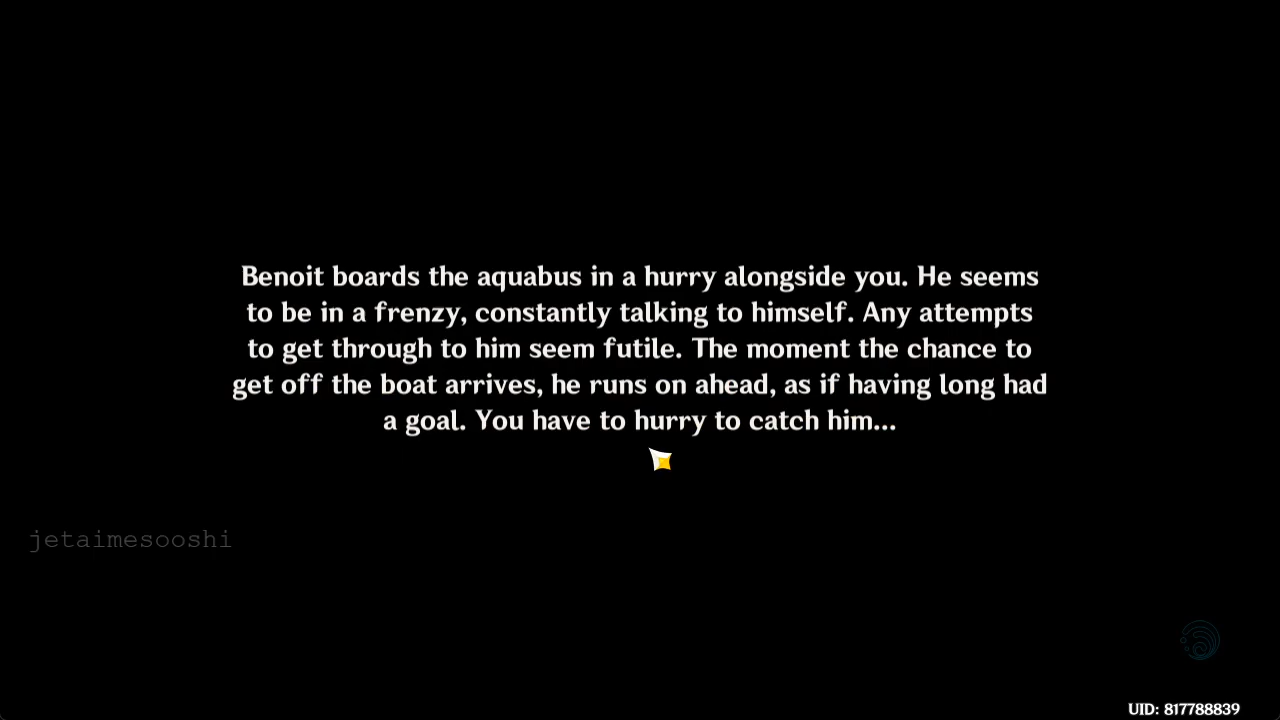 Benoit boards the aquabus in a hurry alongside you. He seems
to be in a frenzy, constantly talking to himself. Any attempts
to get through to him seem futile. The moment the chance to
get off the boat arrives, he runs on ahead, as if having long had
a goal. You have to hurry to catch him...
jetaimesooshi
UID: 817788839